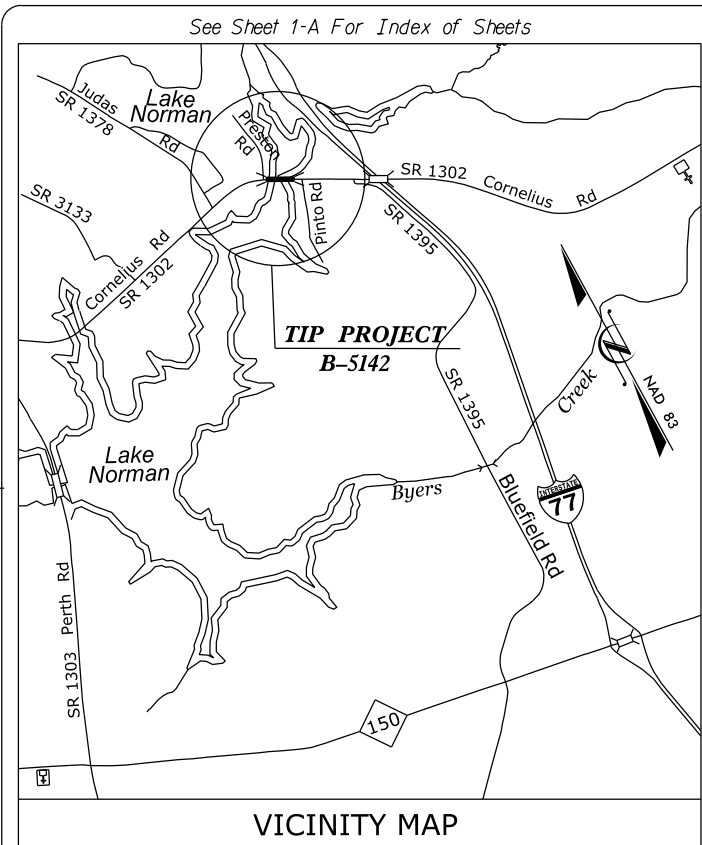 See Sheet 1-A For Index of Sheets
Lake
Norman
Judas
Rd
SR 1378
Preston
Rd
SR 3133
Cornelius Rd
SR 1302
Pinto Rd
SR 1302 Cornelius Rd
SR 1395
TIP PROJECT
B–5142
NAD 83
SR 1395
Lake
Norman
Byers Creek
Bluefield Rd
INTERSTATE
77
SR 1303 Perth Rd
150
VICINITY MAP